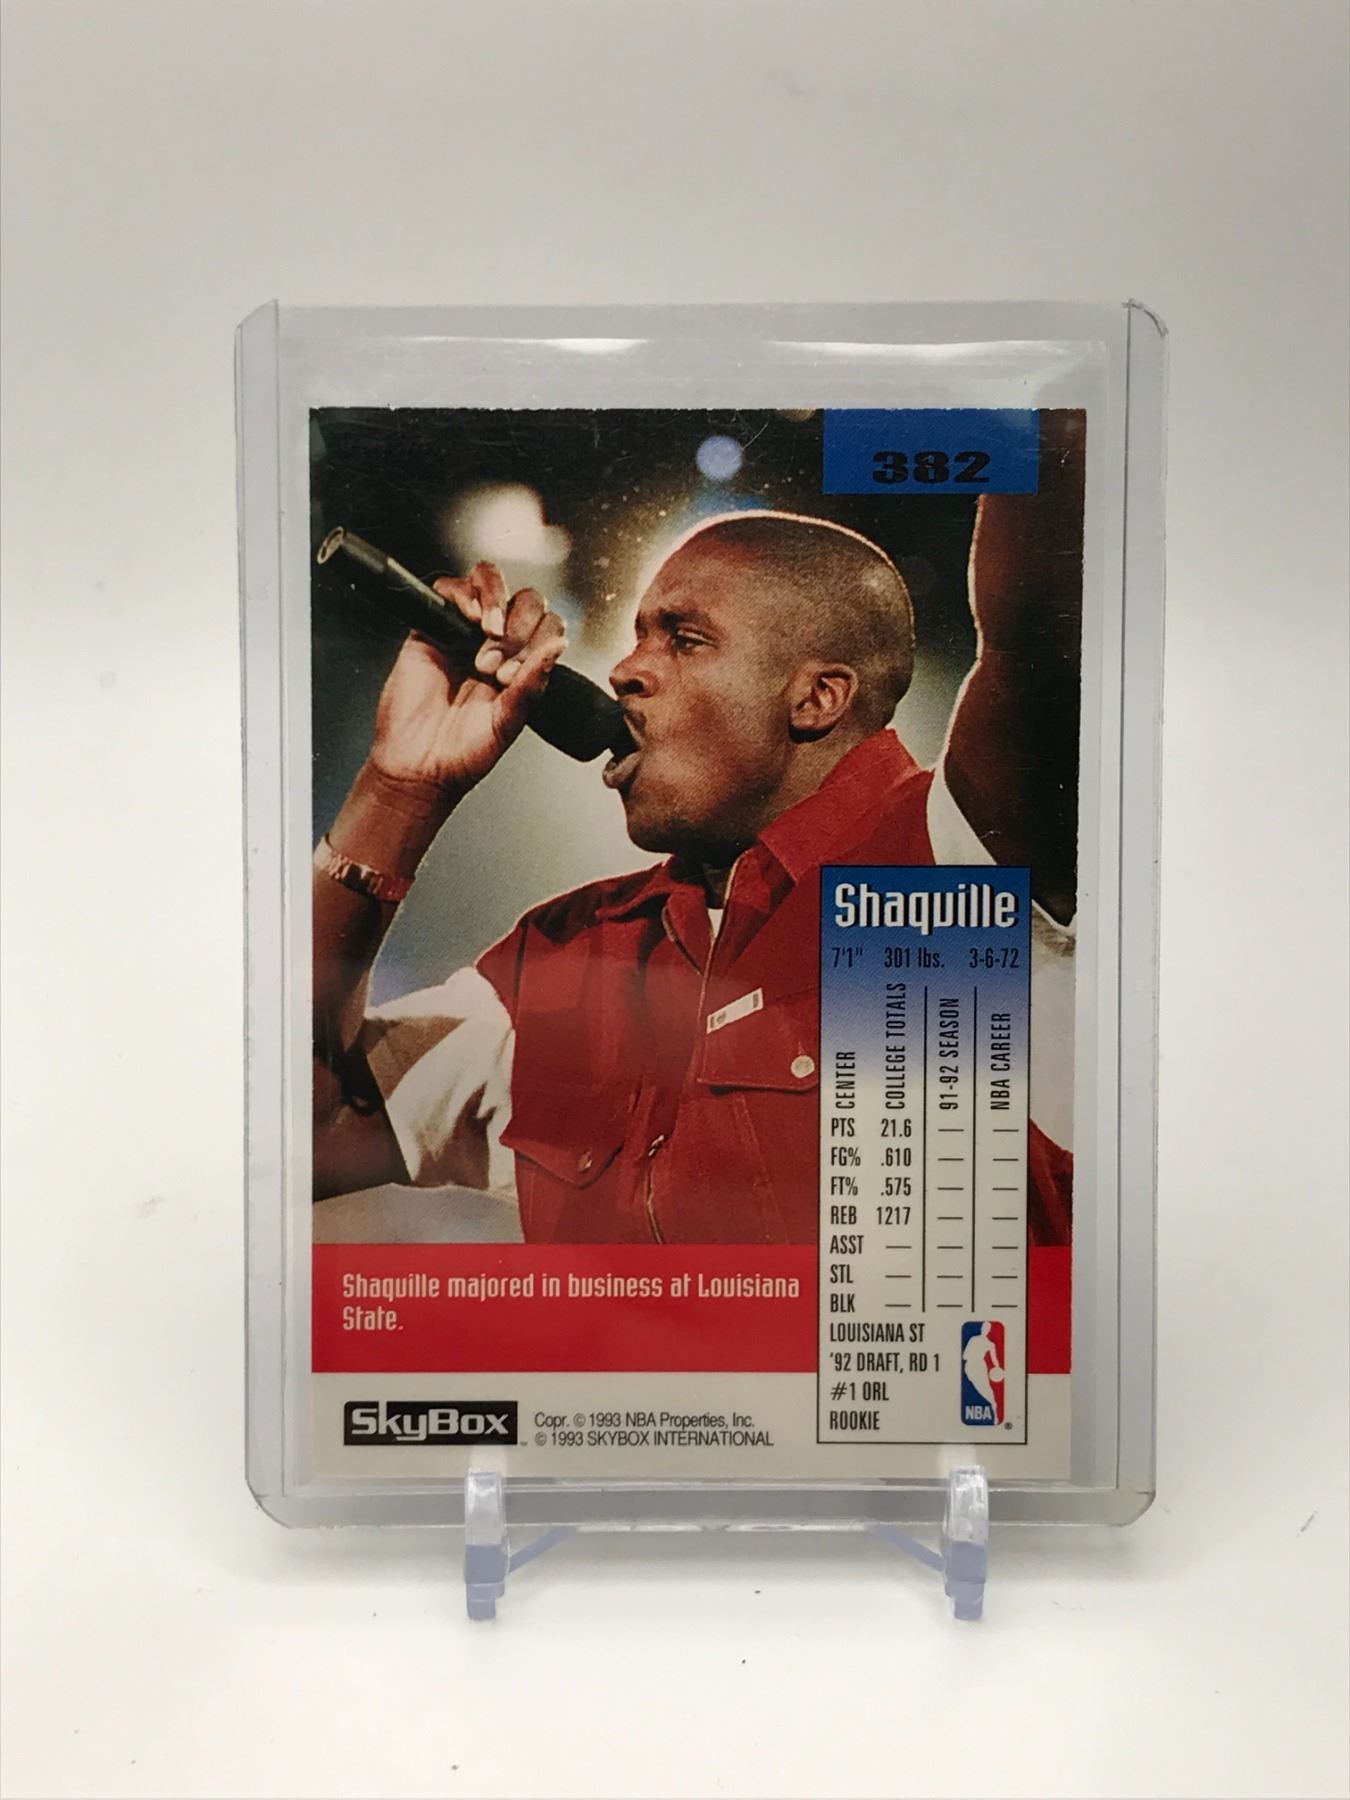 382
Shaquille
7'1" 301 lbs. 3-6-72
CENTER COLLEGE TOTALS 91-92 SEASON NBA CAREER
PTS 21.6 — —
FG% .610 — —
FT% .575 — —
REB 1217 — —
ASST — — —
STL — — —
BLK — — —
LOUISIANA ST
'92 DRAFT, RD 1
#1 ORL
ROOKIE
NBA ®
Shaquille majored in business at Louisiana
State.
SkyBox™
Copr. © 1993 NBA Properties, Inc.
© 1993 SKYBOX INTERNATIONAL